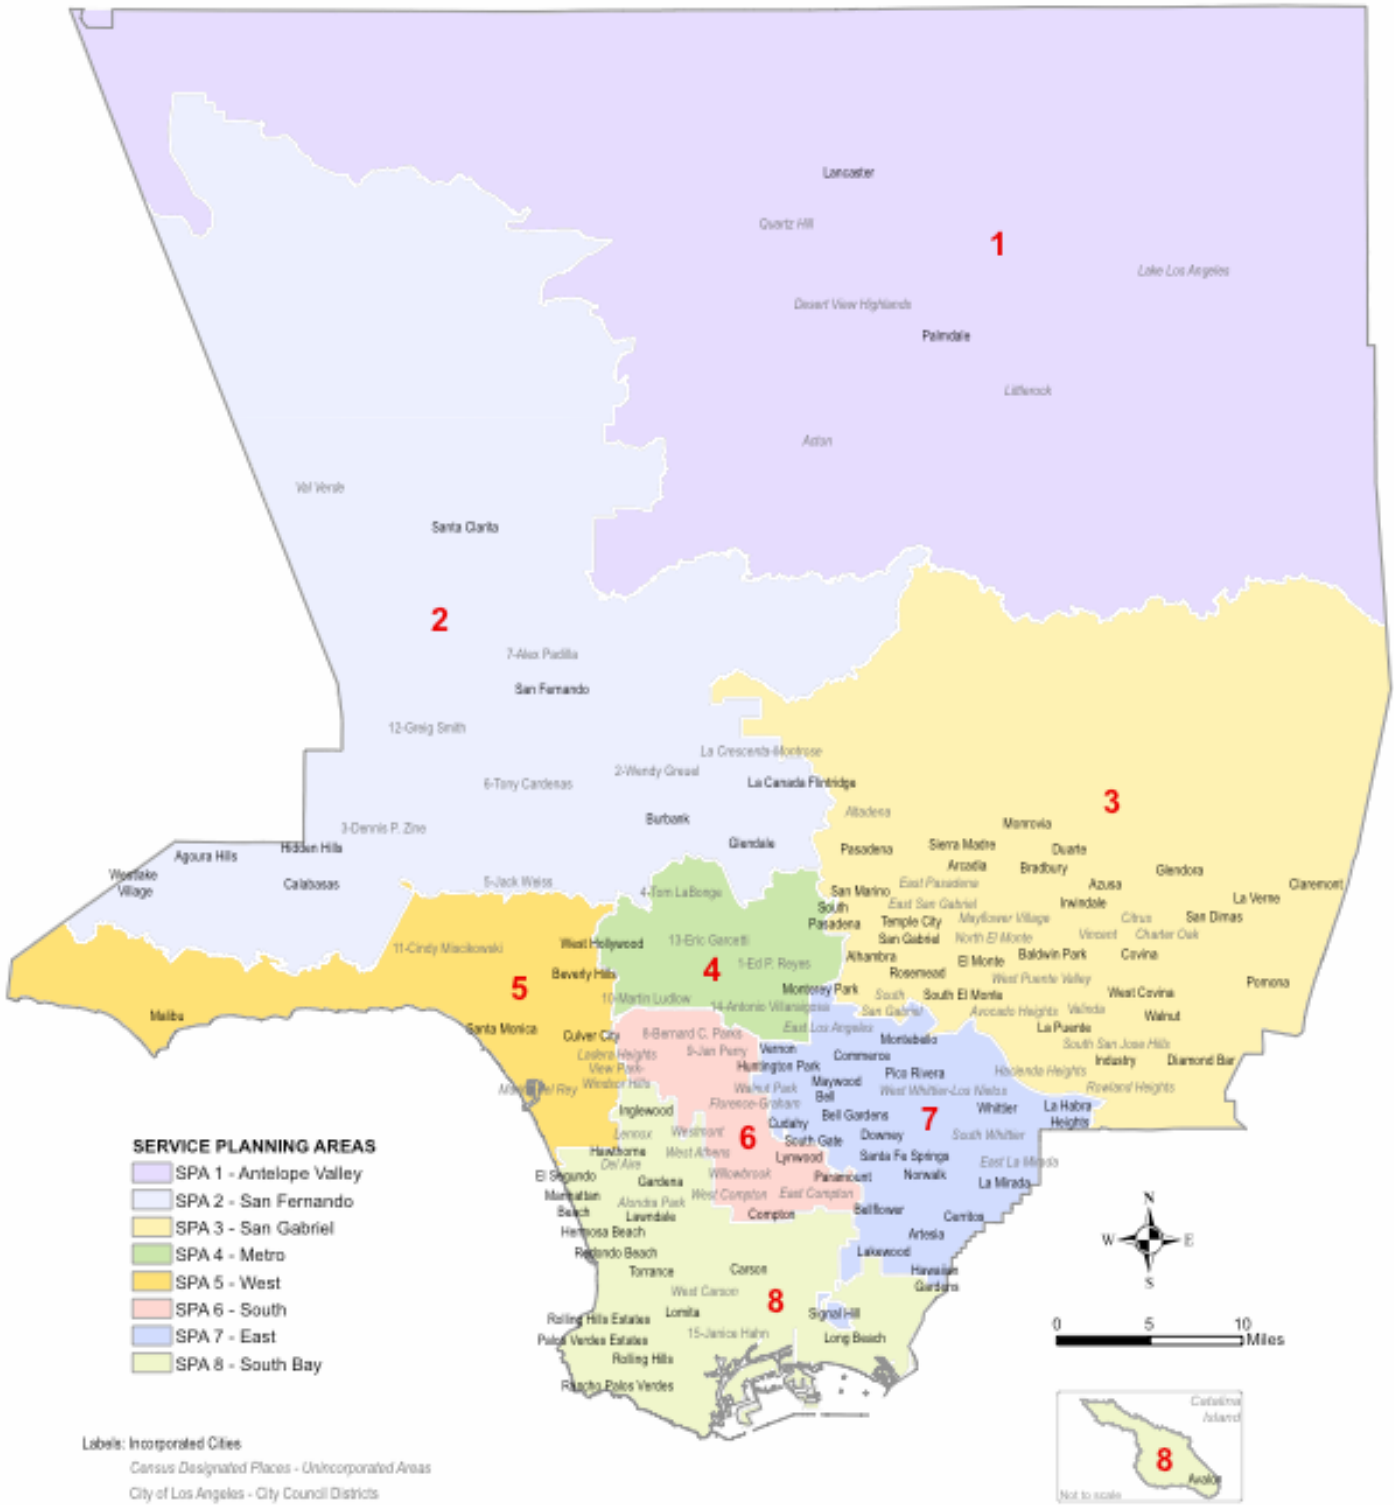 Lancaster
Quartz Hill
1
Lake Los Angeles
Desert View Highlands
Palmdale
Littlerock
Acton
Val Verde
Santa Clarita
2
7-Alex Padilla
San Fernando
12-Greig Smith
La Crescenta-Montrose
2-Wendy Greuel
6-Tony Cardenas
La Canada Flintridge
3
Altadena
Burbank
Monrovia
3-Dennis P. Zine
Glendale
Hidden Hills
Agoura Hills
Pasadena
Sierra Madre
Duarte
Arcadia
Bradbury
Glendora
Westlake
Village
Calabasas
5-Jack Weiss
4-Tom LaBonge
San Marino
East Pasadena
Azusa
Claremont
La Verne
South
Pasadena
East San Gabriel
Irwindale
Temple City
Mayflower Village
Citrus
San Dimas
11-Cindy Miscikowski
West Hollywood
13-Eric Garcetti
San Gabriel
North El Monte
Vincent
Charter Oak
Alhambra
El Monte
Baldwin Park
Covina
Beverly Hills
4
1-Ed P. Reyes
Rosemead
West Puente Valley
Pomona
5
10-Martin Ludlow
Monterey Park
South
San Gabriel
South El Monte
West Covina
14-Antonio Villaraigosa
Avocado Heights
Valinda
Walnut
Malibu
Santa Monica
Culver City
8-Bernard C. Parks
East Los Angeles
La Puente
Montebello
South San Jose Hills
Ladera Heights
9-Jan Perry
Vernon
Commerce
Industry
Diamond Bar
View Park-
Windsor Hills
Huntington Park
Pico Rivera
Hacienda Heights
Rowland Heights
Marina del Rey
Walnut Park
Maywood
West Whittier-Los Nietos
Bell
Florence-Graham
Inglewood
Cudahy
Bell Gardens
7
Whittier
La Habra
Heights
Lennox
Westmont
6
South Gate
Downey
South Whittier
Hawthorne
West Athens
Lynwood
Santa Fe Springs
East La Mirada
Del Aire
El Segundo
Willowbrook
Paramount
Norwalk
La Mirada
Gardena
West Compton
East Compton
Manhattan
Beach
Alondra Park
Lawndale
Compton
Bellflower
Cerritos
Hermosa Beach
Artesia
Redondo Beach
Lakewood
Torrance
Carson
Hawaiian
Gardens
West Carson
8
Rolling Hills Estates
Lomita
Signal Hill
Palos Verdes Estates
15-Janice Hahn
Long Beach
Rolling Hills
Rancho Palos Verdes
SERVICE PLANNING AREAS
SPA 1 - Antelope Valley
SPA 2 - San Fernando
SPA 3 - San Gabriel
SPA 4 - Metro
SPA 5 - West
SPA 6 - South
SPA 7 - East
SPA 8 - South Bay
N
W E
S
0 5 10
Miles
Catalina
Island
8
Avalon
Not to scale
Labels: Incorporated Cities
Census Designated Places - Unincorporated Areas
City of Los Angeles - City Council Districts